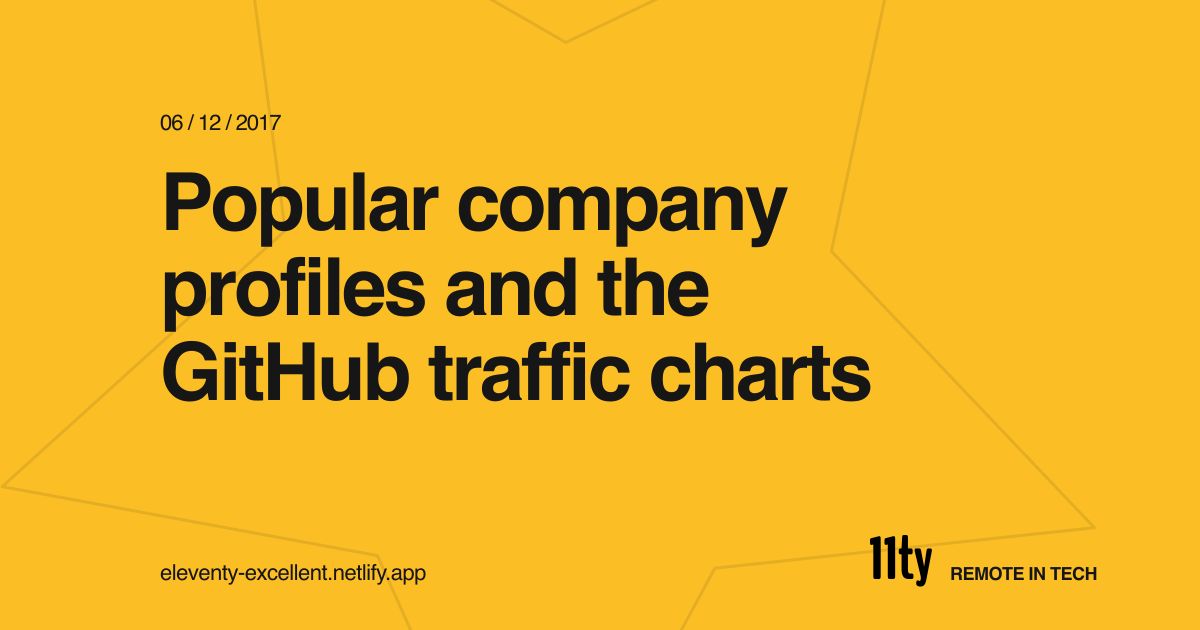 06 / 12 / 2017
Popular company
profiles and the
GitHub traffic charts
eleventy-excellent.netlify.app
11ty REMOTE IN TECH